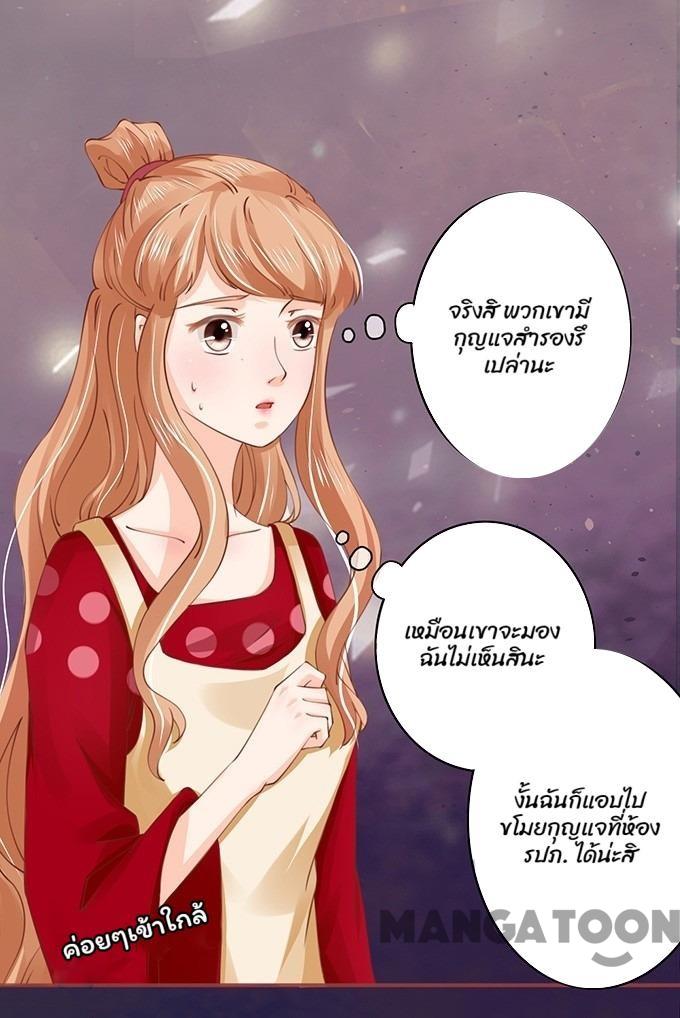 จริงสิ พวกเขามี
กุญแจสำรองรึ
เปล่านะ
เหมือนเขาจะมอง
ฉันไม่เห็นสินะ
งั้นฉันก็แอบไป
ขโมยกุญแจที่ห้อง
รปภ. ได้น่ะสิ
ค่อยๆเข้าใกล้
MANGATOON